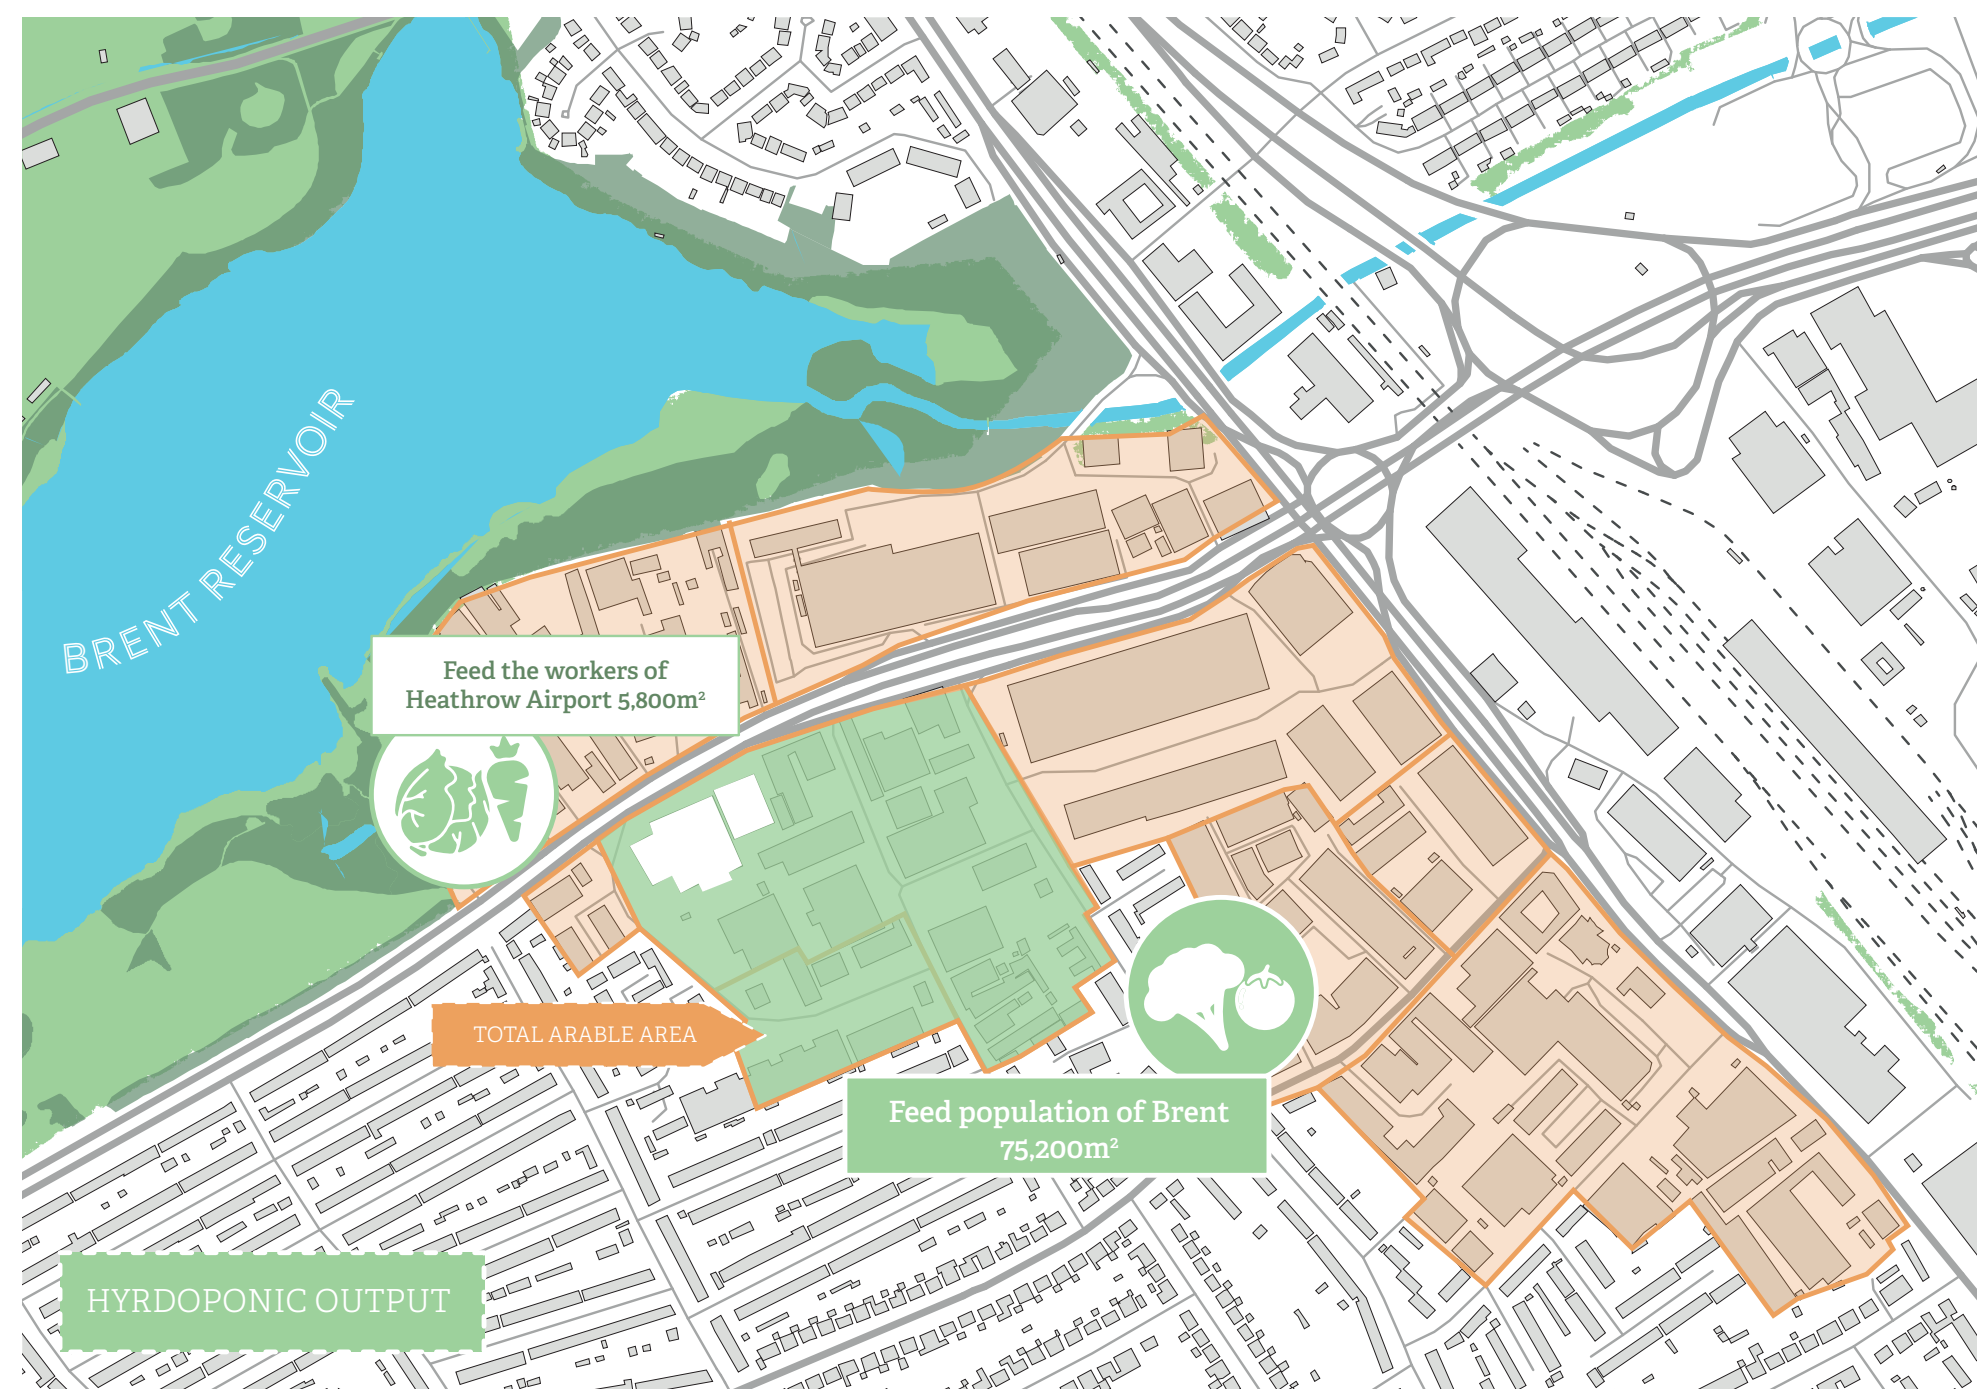 BRENT RESERVOIR
Feed the workers of
Heathrow Airport 5,800m²
TOTAL ARABLE AREA
Feed population of Brent
75,200m²
HYRDOPONIC OUTPUT